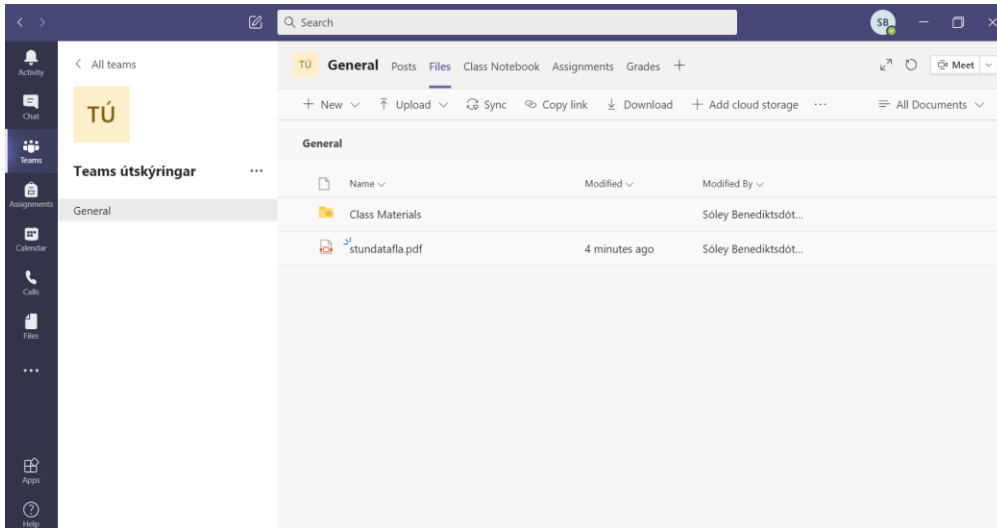 Search
SB
Activity
Chat
Teams
Assignments
Calendar
Calls
Files
Apps
Help
All teams
TÚ
Teams útskýringar
General
TÚ General Posts Files Class Notebook Assignments Grades
Meet
New Upload Sync Copy link Download Add cloud storage All Documents
General
Name Modified Modified By
Class Materials Sóley Benediktsdót...
stundatafla.pdf 4 minutes ago Sóley Benediktsdót...